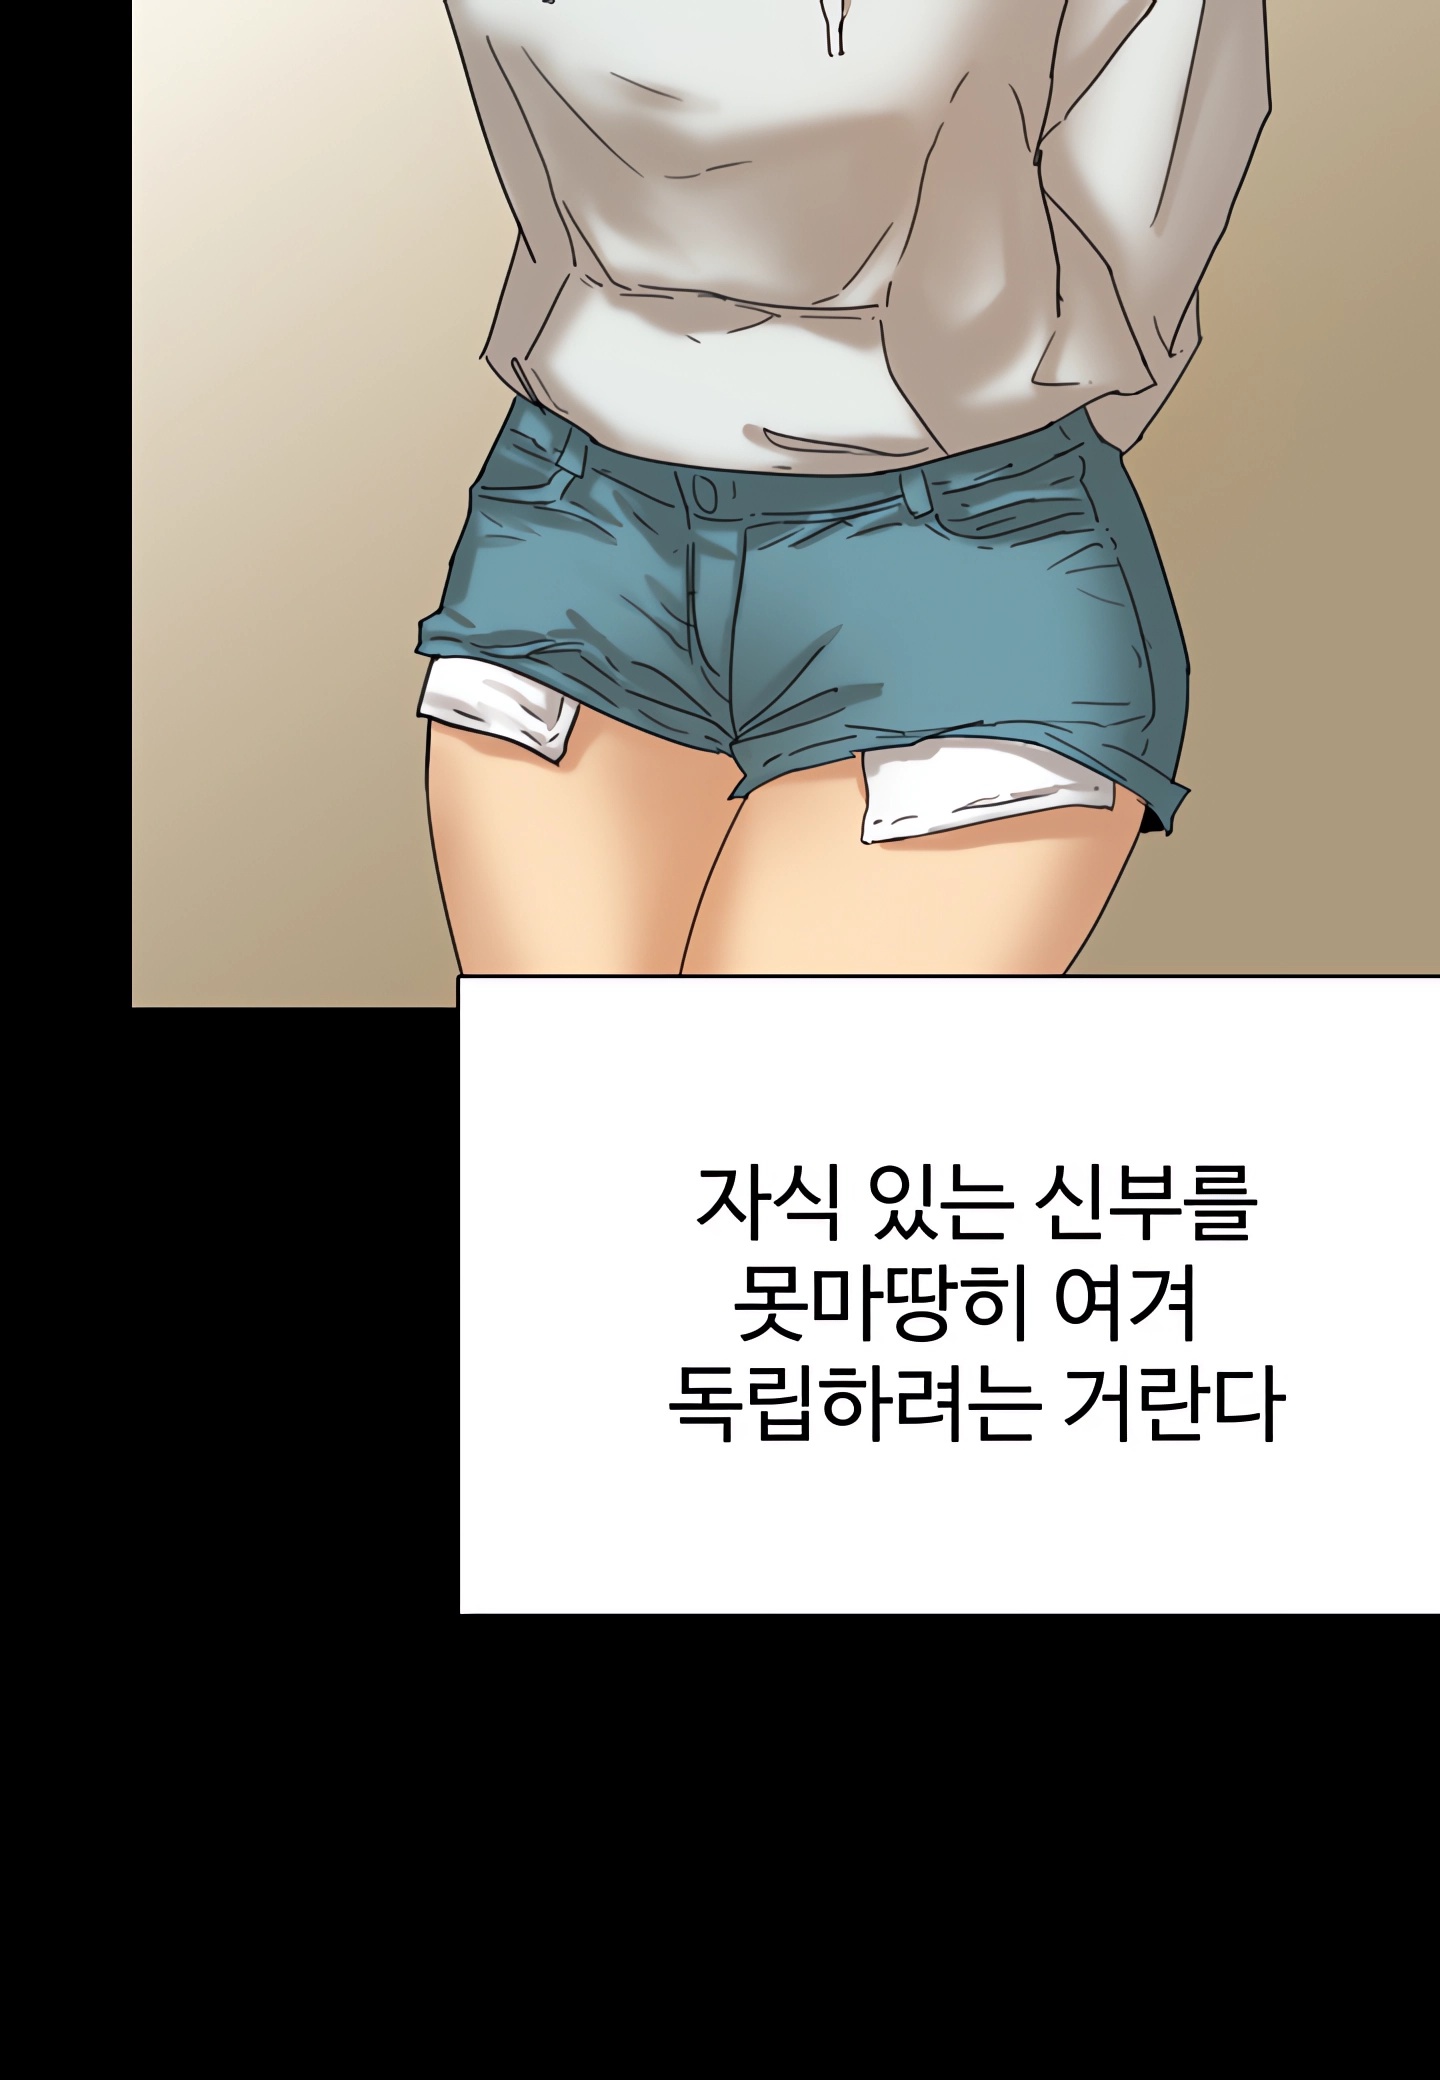 자식 있는 신부를
못마땅히 여겨
독립하려는 거란다